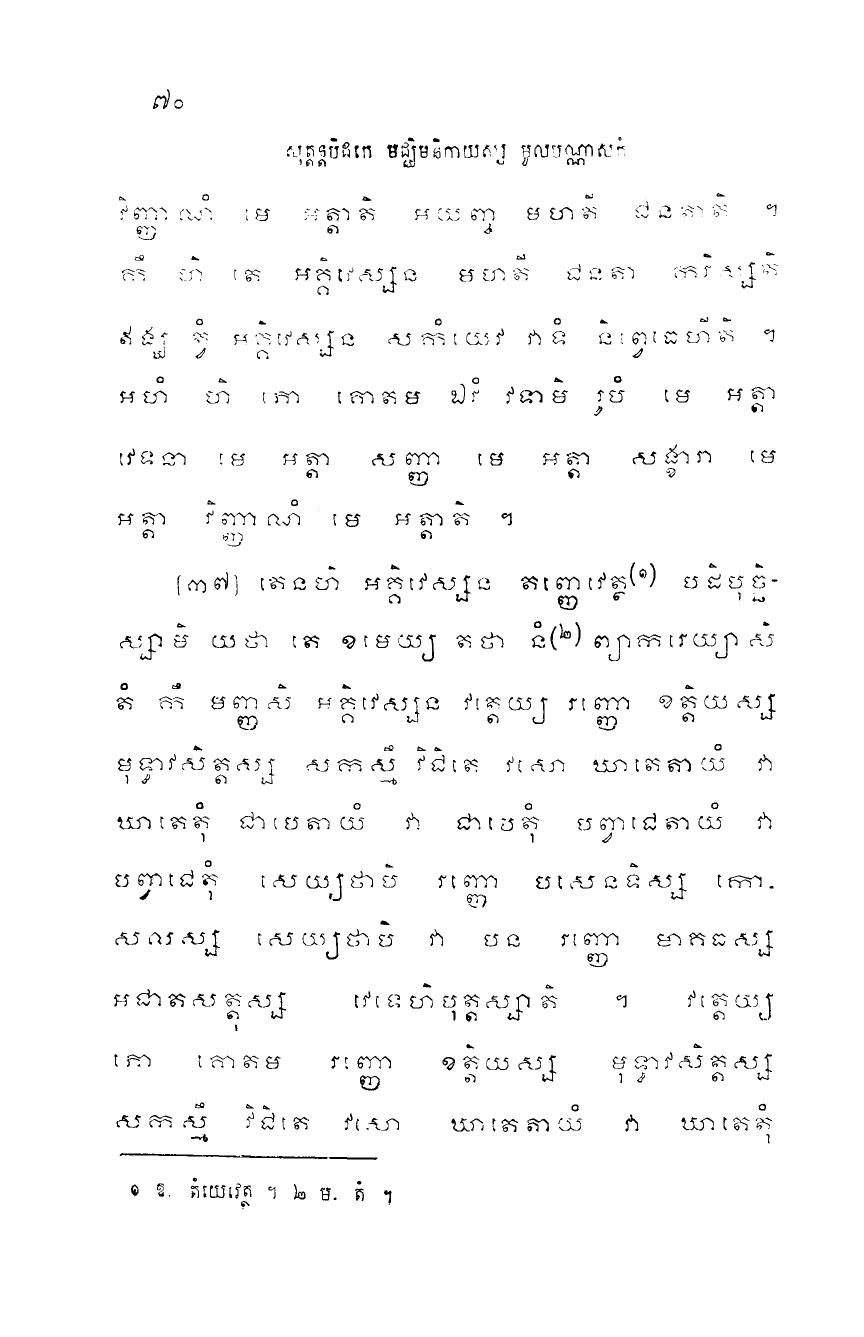 ៧០
សុត្តន្តបិដកេ មជ្ឈិមនិកាយស្ស មូលបណ្ណាសកំ
វិញ្ញាណំ មេ អត្តាតិ អយញ្ច មហតី ជនតាតិ ។
កឹ ហិ តេ អគ្គិវេស្សន មហតី ជនតា ករិស្សតិ
ឥង្ឃ ត្វំ អគ្គិវេស្សន សកំយេវ វាទំ និព្វេធេហីតិ ។
អហំ ហិ ភោ គោតម ឯវំ វទាមិ រូបំ មេ អត្តា
វេទនា មេ អត្តា សញ្ញា មេ អត្តា សង្ខារា មេ
អត្តា វិញ្ញាណំ មេ អត្តាតិ ។
[៣៧] តេនហិ អគ្គិវេស្សន តញ្ញេវេត្ថ(១) បដិបុច្ឆិ-
ស្សាមិ យថា តេ ខមេយ្យ តថា នំ(២) ព្យាករេយ្យាសិ
តំ កឹ មញ្ញសិ អគ្គិវេស្សន វត្តេយ្យ រញ្ញោ ខត្តិយស្ស
មុទ្ធាវសិត្តស្ស សកស្មឹ វិជិតេ វសោ ឃាតេតាយំ វា
ឃាតេតុំ ជាបេតាយំ វា ជាបេតុំ បព្វាជេតាយំ វា
បព្វាជេតុំ សេយ្យថាបិ រញ្ញោ បសេនទិស្ស កោ-
សលស្ស សេយ្យថាបិ វា បន រញ្ញោ មាគធស្ស
អជាតសត្តុស្ស វេទេហិបុត្តស្សាតិ ។ វត្តេយ្យ
ភោ គោតម រញ្ញោ ខត្តិយស្ស មុទ្ធាវសិត្តស្ស
សកស្មឹ វិជិតេ វសោ ឃាតេតាយំ វា ឃាតេតុំ
១ ឱ. តំយេវេត្ថ ។ ២ ម. តំ ។